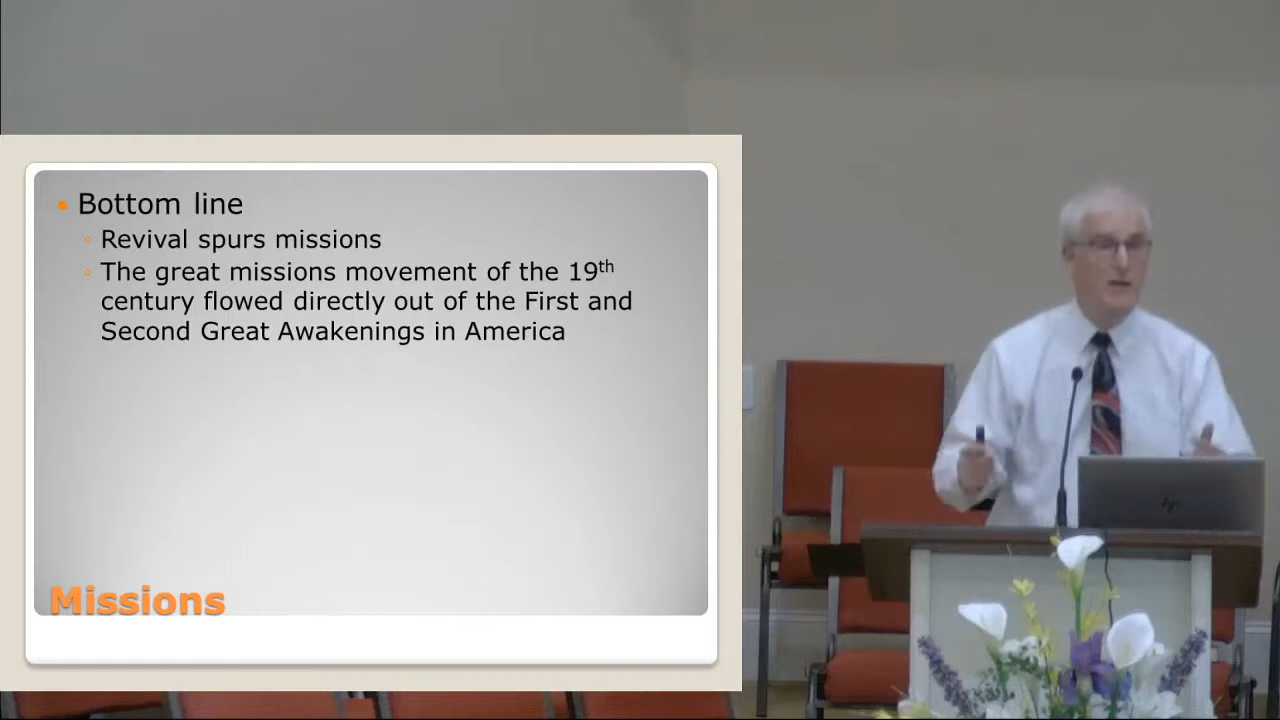 Bottom line
Revival spurs missions
The great missions movement of the 19th
century flowed directly out of the First and
Second Great Awakenings in America
Missions
hp